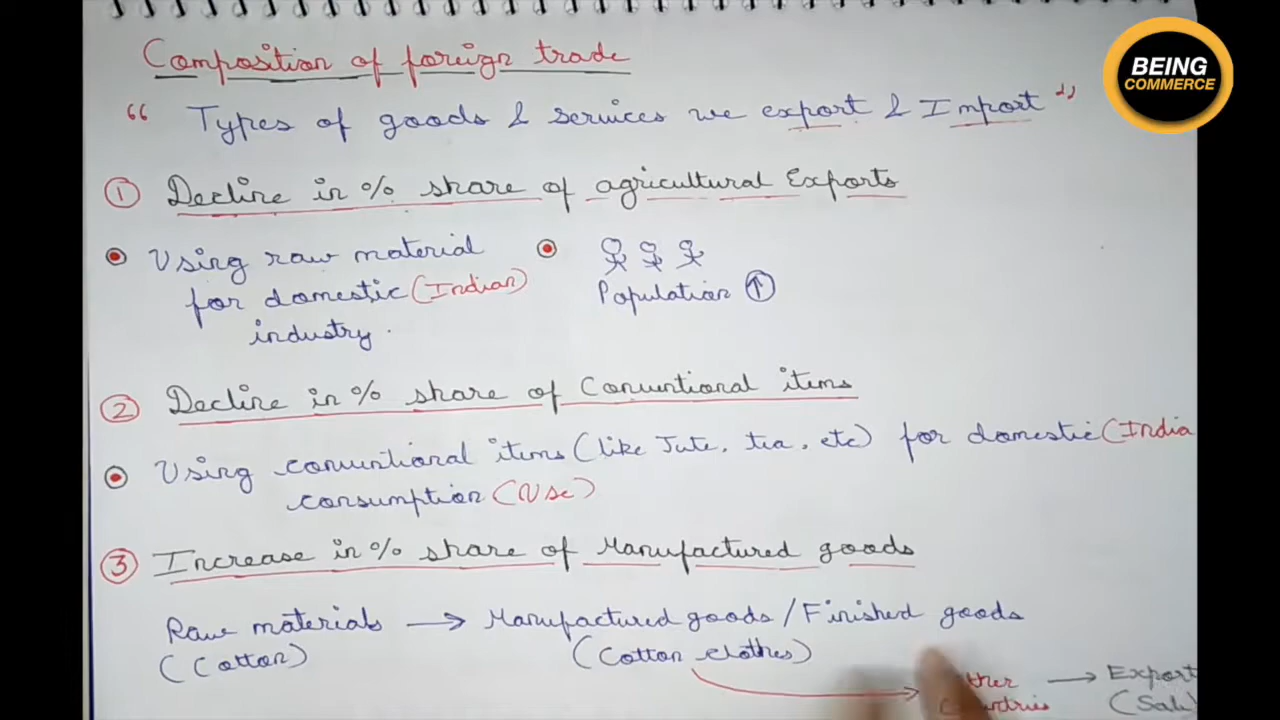 Composition of foreign trade
BEING
COMMERCE
“ Types of goods & services we export & Import ”
① Decline in % share of agricultural Exports
Using raw material
for domestic (Indian)
industry.
Population ↑
② Decline in % share of Conventional items
Using conventional items (like Jute, tea, etc) for domestic (India
consumption (Use)
③ Increase in % share of Manufactured goods
Raw materials → Manufactured goods / Finished goods
(Cotton)
(Cotton clothes)
→ Export
(Sale)